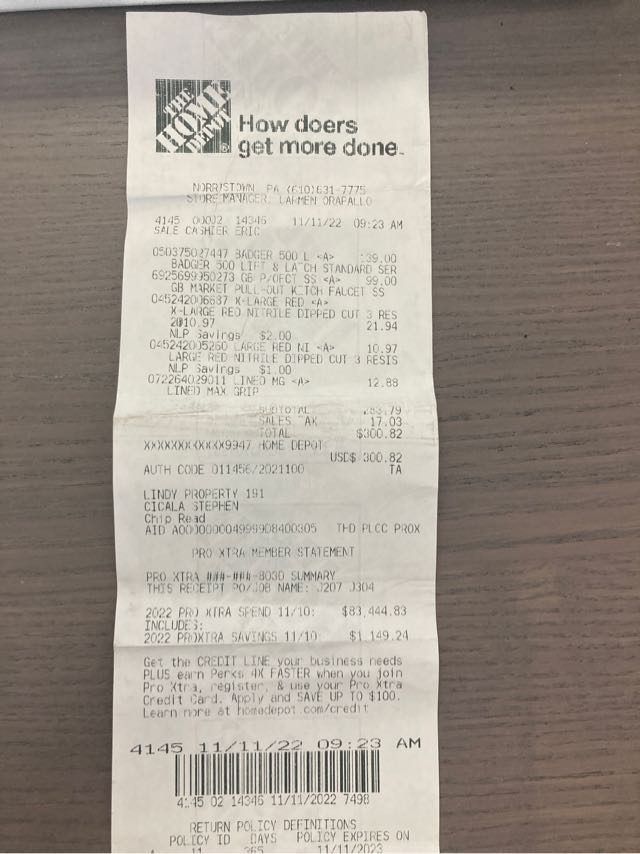 THE HOME DEPOT
How doers
get more done.
NORRISTOWN PA (610)631-7775
STORE MANAGER LARMEN ORAPALLO
4145 00002 14346 11/11/22 09:23 AM
SALE CASHIER ERIC
050375027447 BADGER 500 L <A> 139.00
BADGER 500 LIFT & LATCH STANDARD SER
6925699950273 GB P/OFCT SS <A> 99.00
GB MARKET PULL-OUT KITCH FAUCET SS
045242006687 X-LARGE RED <A>
X-LARGE RED NITRILE DIPPED CUT 3 RES
2@10.97 21.94
NLP Savings $2.00
045242005260 LARGE RED NI <A> 10.97
LARGE RED NITRILE DIPPED CUT 3 RESIS
NLP Savings $1.00
072264029011 LINED MG <A> 12.88
LINED MAX GRIP
SUBTOTAL 283.79
SALES TAX 17.03
TOTAL $300.82
XXXXXXXXXXXX9947 HOME DEPOT
USD$ 300.82
AUTH CODE 011456/2021100 TA
LINDY PROPERTY 191
CICALA STEPHEN
Chip Read
AID A000000004999908400305 THD PLCC PROX
PRO XTRA MEMBER STATEMENT
PRO XTRA ###-###-8030 SUMMARY
THIS RECEIPT PO/JOB NAME: J207 J304
2022 PRO XTRA SPEND 11/10: $83,444.83
INCLUDES:
2022 PROXTRA SAVINGS 11/10 $1,149.24
Get the CREDIT LINE your business needs
PLUS earn Perks 4X FASTER when you join
Pro Xtra, register, & use your Pro Xtra
Credit Card. Apply and SAVE UP TO $100.
Learn more at homedepot.com/credit
4145 11/11/22 09:23 AM
4145 02 14346 11/11/2022 7498
RETURN POLICY DEFINITIONS
POLICY ID DAYS POLICY EXPIRES ON
11 365 11/11/2023